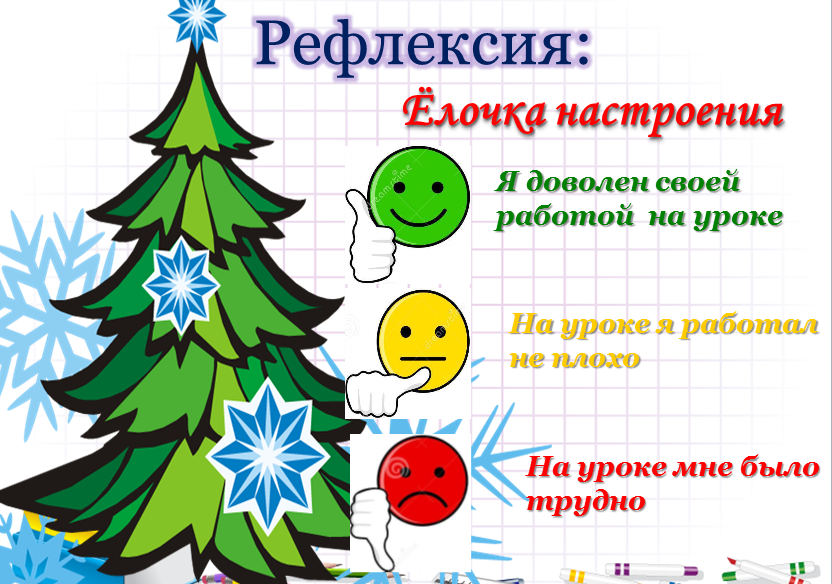 Рефлексия:
Ёлочка настроения
Я доволен своей
работой на уроке
На уроке я работал
не плохо
На уроке мне было
трудно